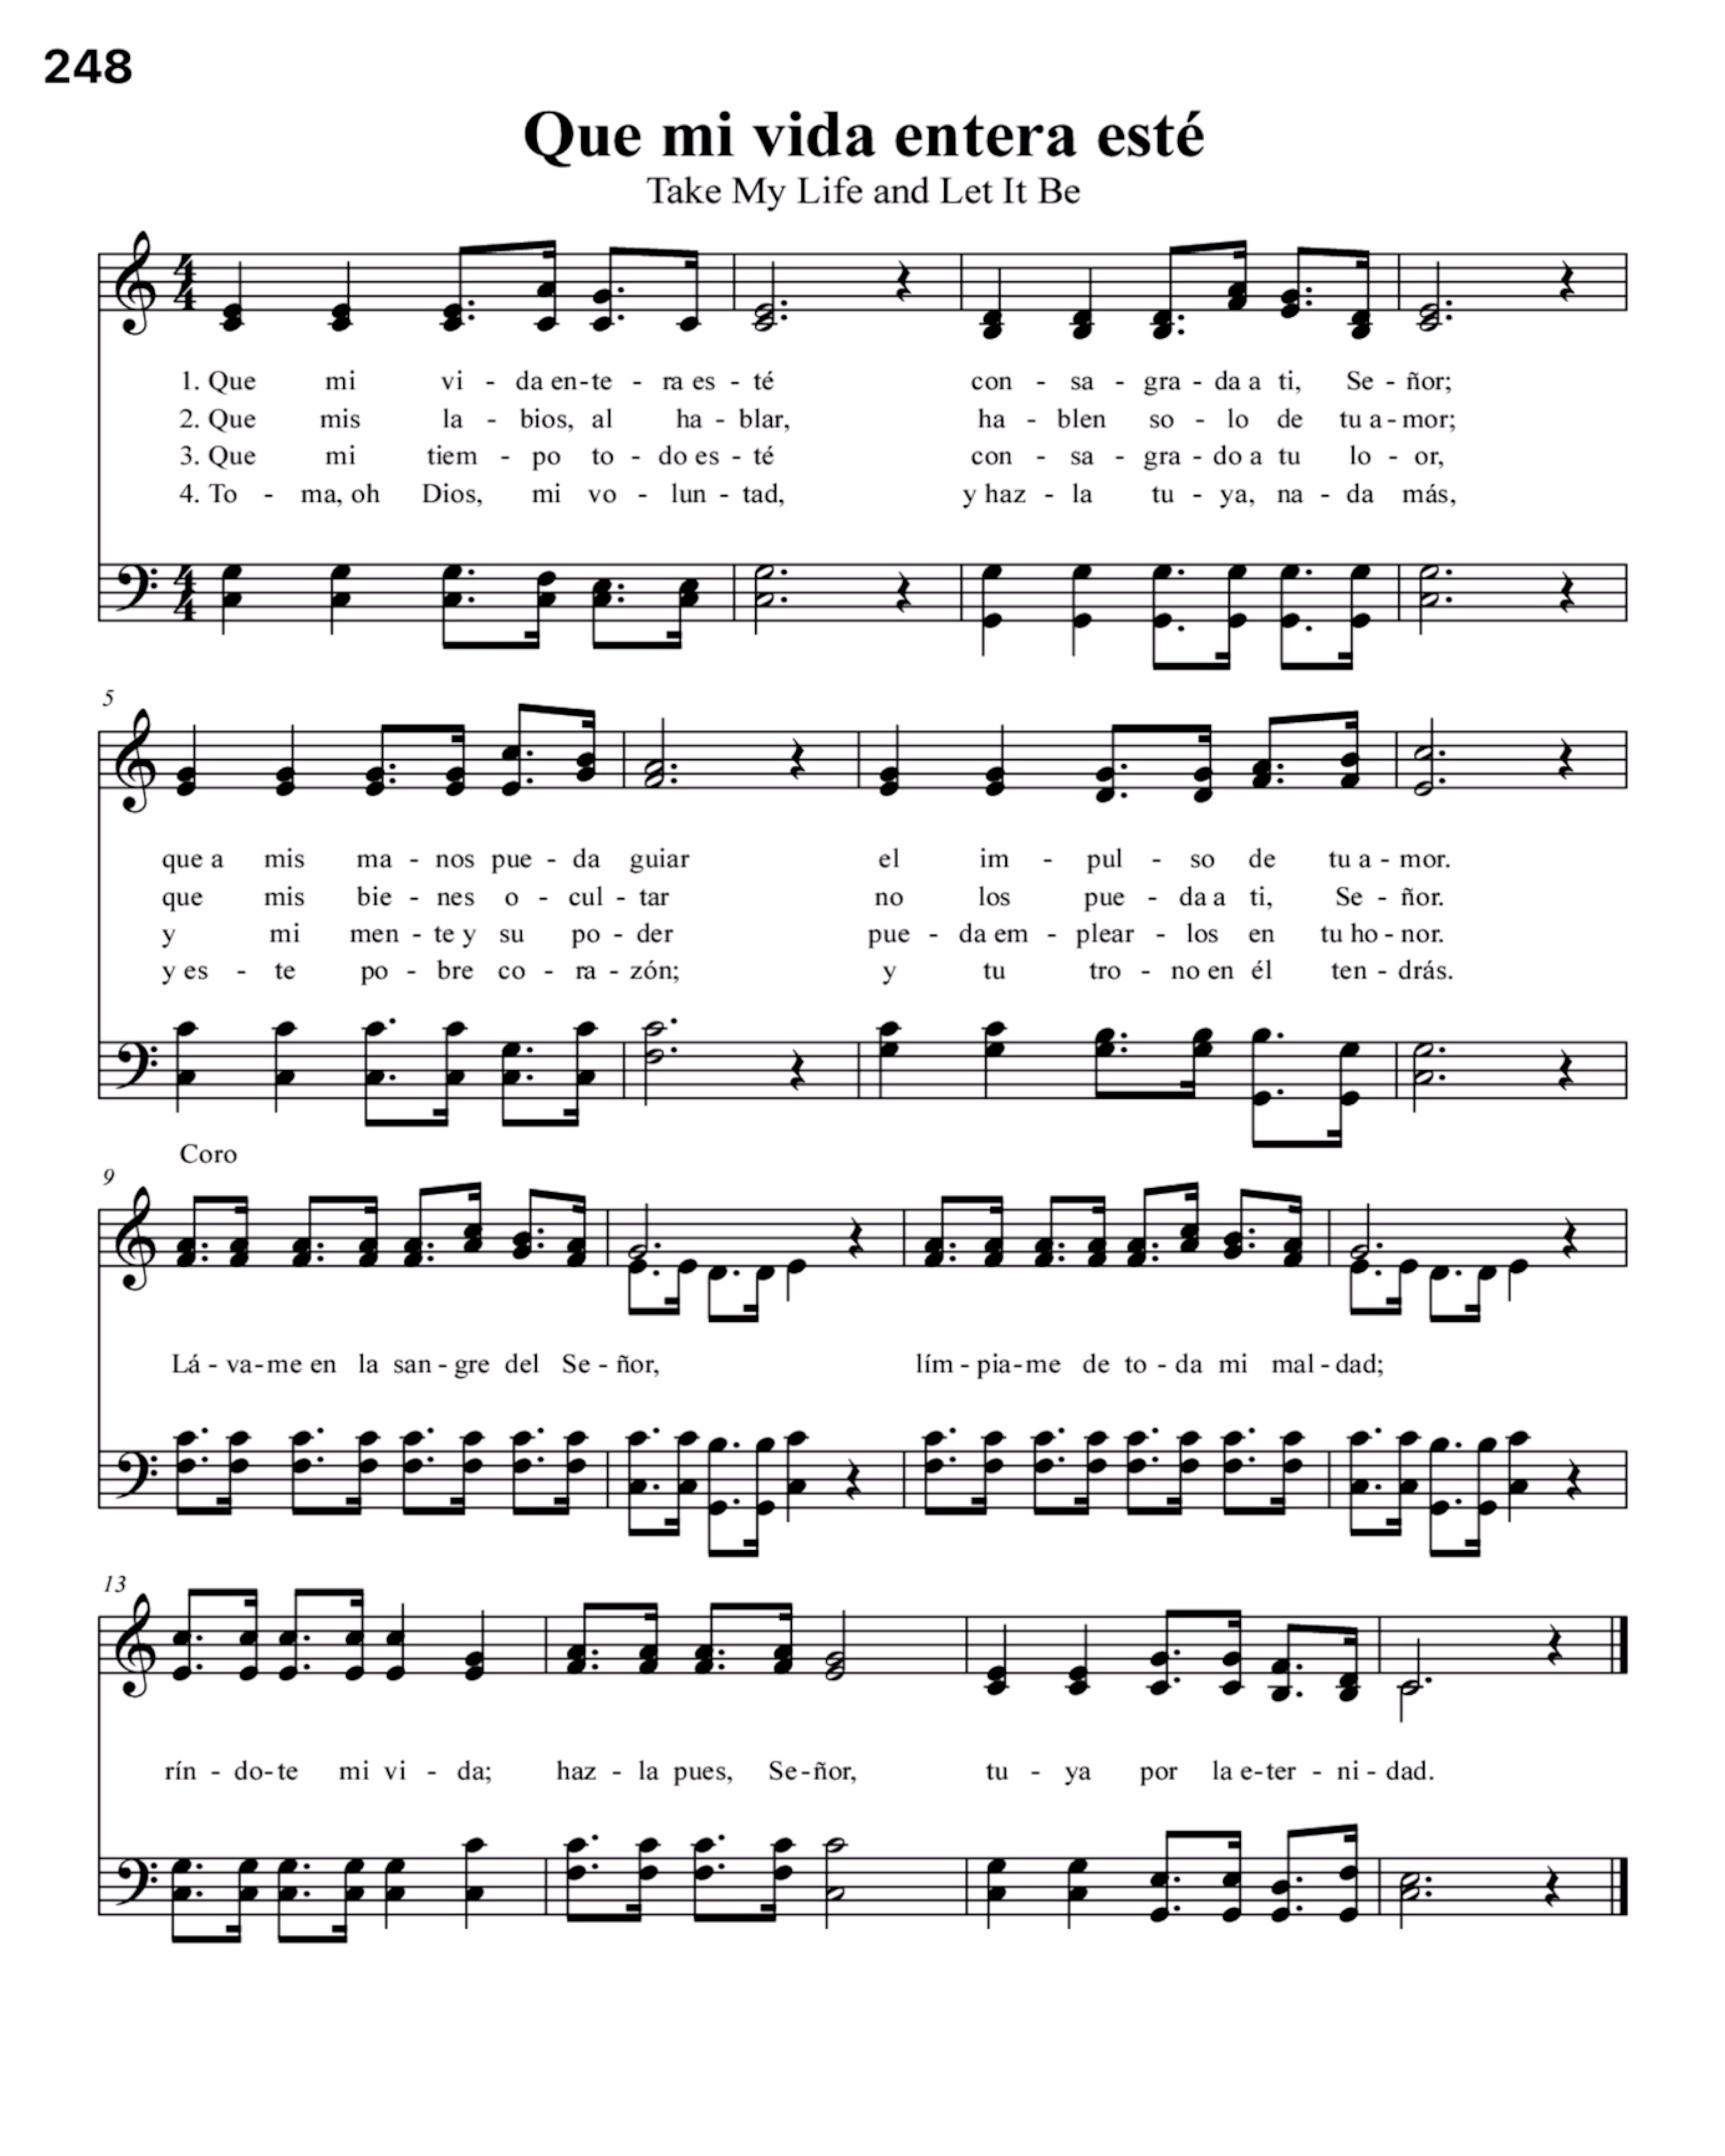 248
Que mi vida entera esté
Take My Life and Let It Be
1. Que mi vi - da en - te - ra es - té con - sa - gra - da a ti, Se - ñor;
2. Que mis la - bios, al ha - blar, ha - blen so - lo de tu a - mor;
3. Que mi tiem - po to - do es - té con - sa - gra - do a tu lo - or,
4. To - ma, oh Dios, mi vo - lun - tad, y haz - la tu - ya, na - da más,
5
que a mis ma - nos pue - da guiar el im - pul - so de tu a - mor.
que mis bie - nes o - cul - tar no los pue - da a ti, Se - ñor.
y mi men - te y su po - der pue - da em - plear - los en tu ho - nor.
y es - te po - bre co - ra - zón; y tu tro - no en él ten - drás.
Coro
9
Lá - va - me en la san - gre del Se - ñor, lím - pia - me de to - da mi mal - dad;
13
rín - do - te mi vi - da; haz - la pues, Se - ñor, tu - ya por la e - ter - ni - dad.